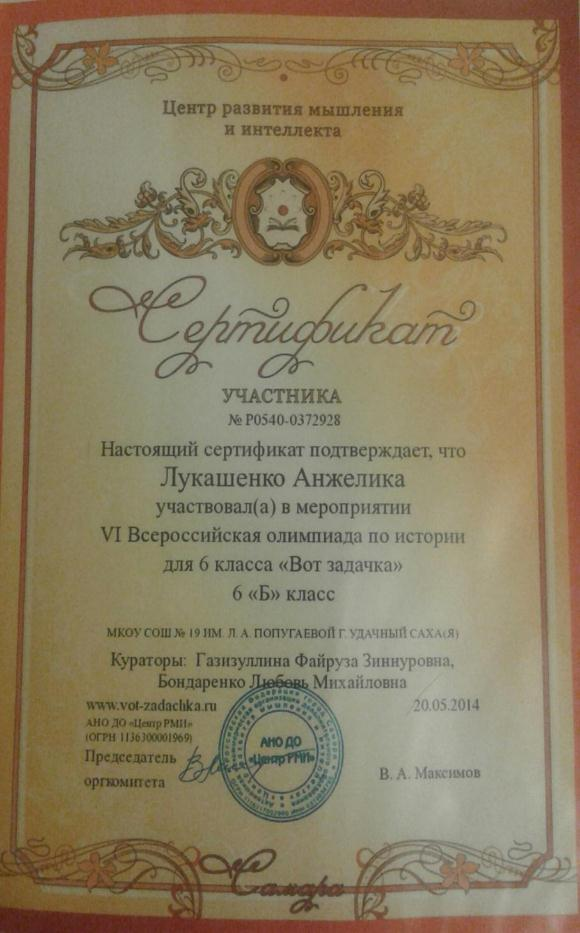 Центр развития мышления
и интеллекта
Сертификат
УЧАСТНИКА
№ Р0540-0372928
Настоящий сертификат подтверждает, что
Лукашенко Анжелика
участвовал(а) в мероприятии
VI Всероссийская олимпиада по истории
для 6 класса «Вот задачка»
6 «Б» класс
МКОУ СОШ № 19 ИМ. Л. А. ПОПУГАЕВОЙ Г. УДАЧНЫЙ САХА(Я)
Кураторы: Газизуллина Файруза Зиннуровна,
Бондаренко Любовь Михайловна
www.vot-zadachka.ru 20.05.2014
АНО ДО «Центр РМИ»
(ОГРН 1136300001969)
Председатель
оргкомитета
В. А. Максимов
АНО ДО
«Центр РМИ»
Самара